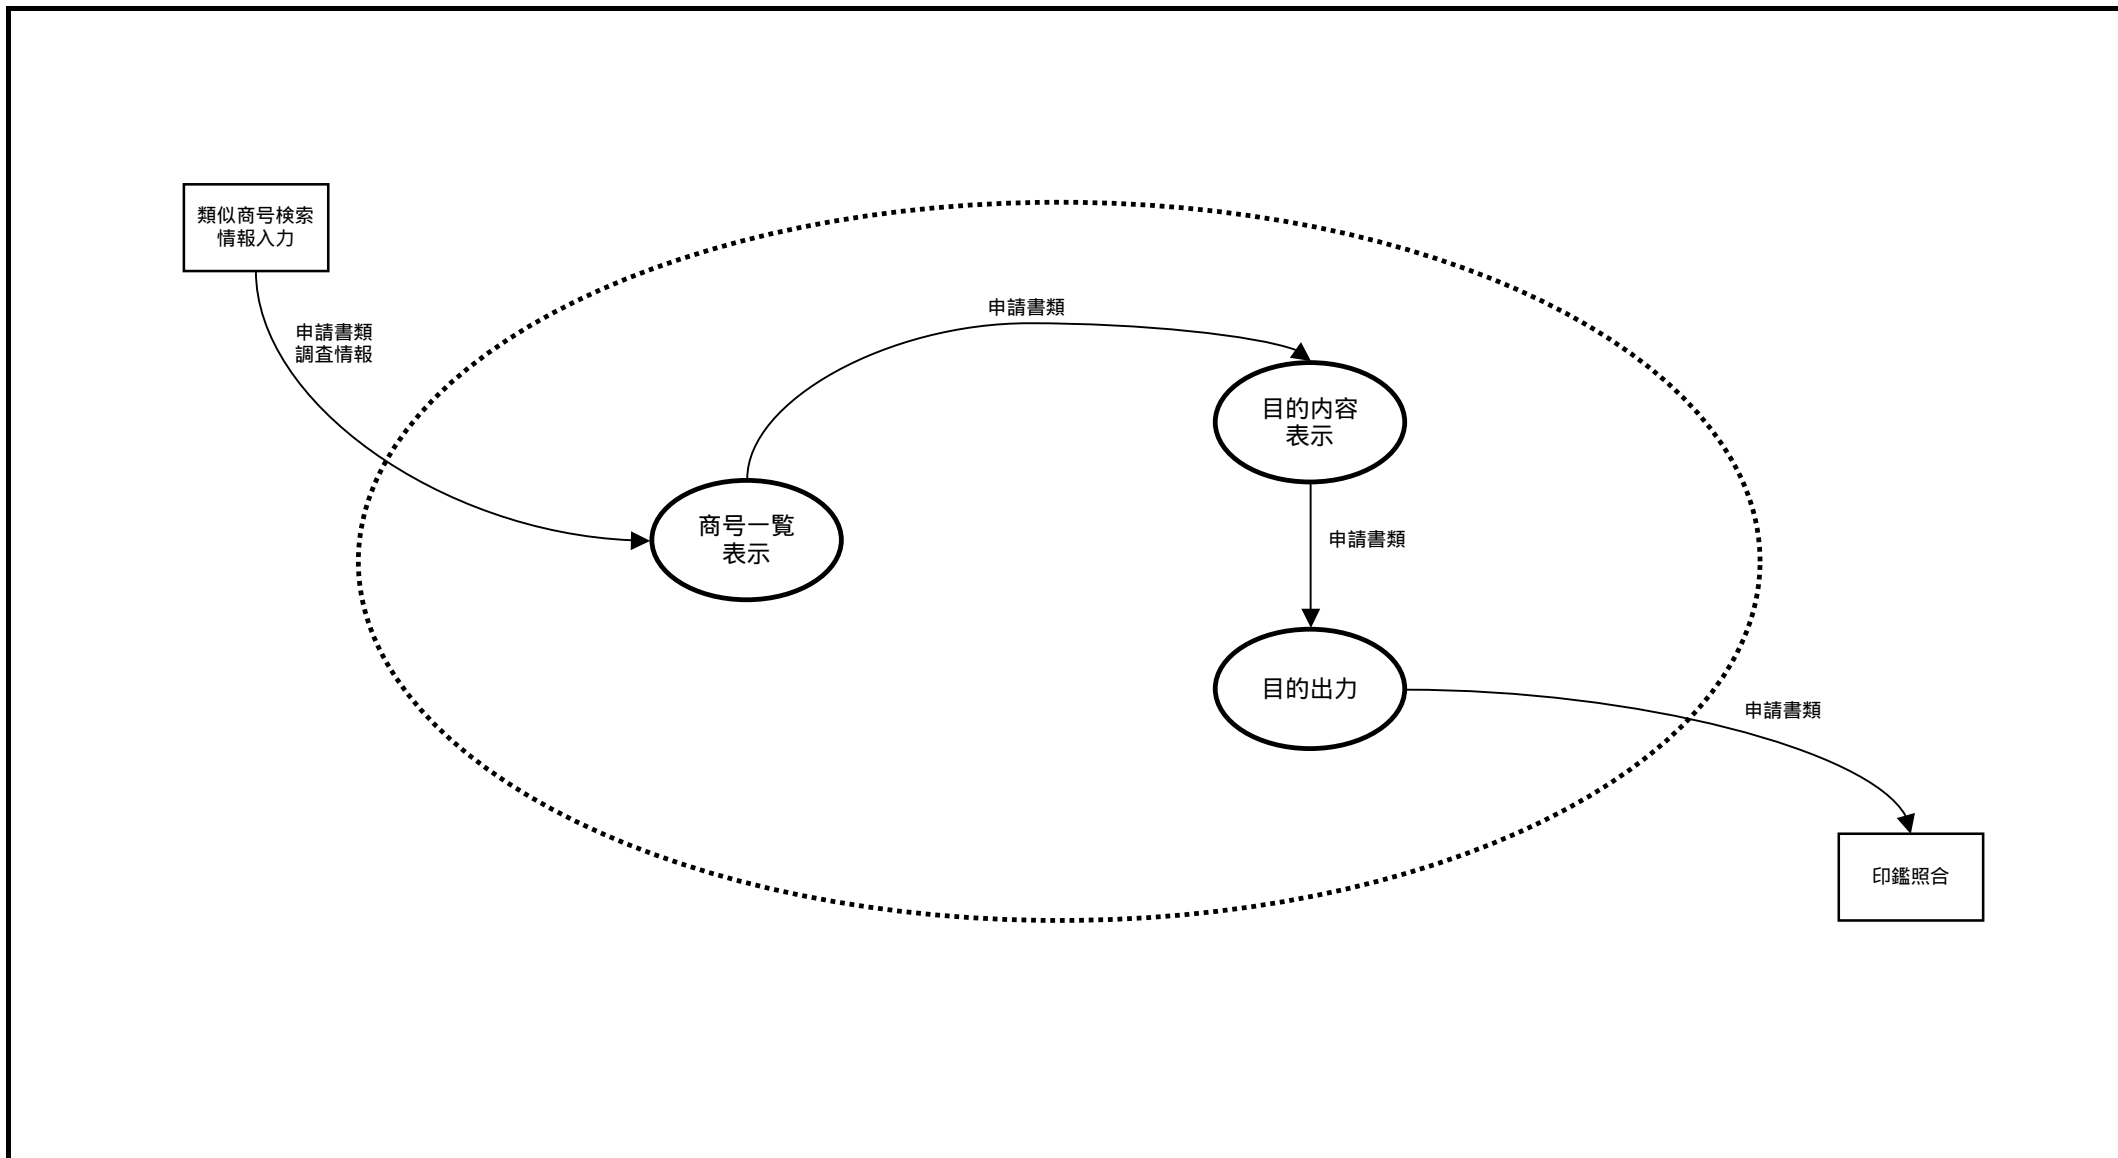 類似商号検索
情報入力
申請書類
調査情報
申請書類
目的内容
表示
商号一覧
表示
申請書類
目的出力
申請書類
印鑑照合